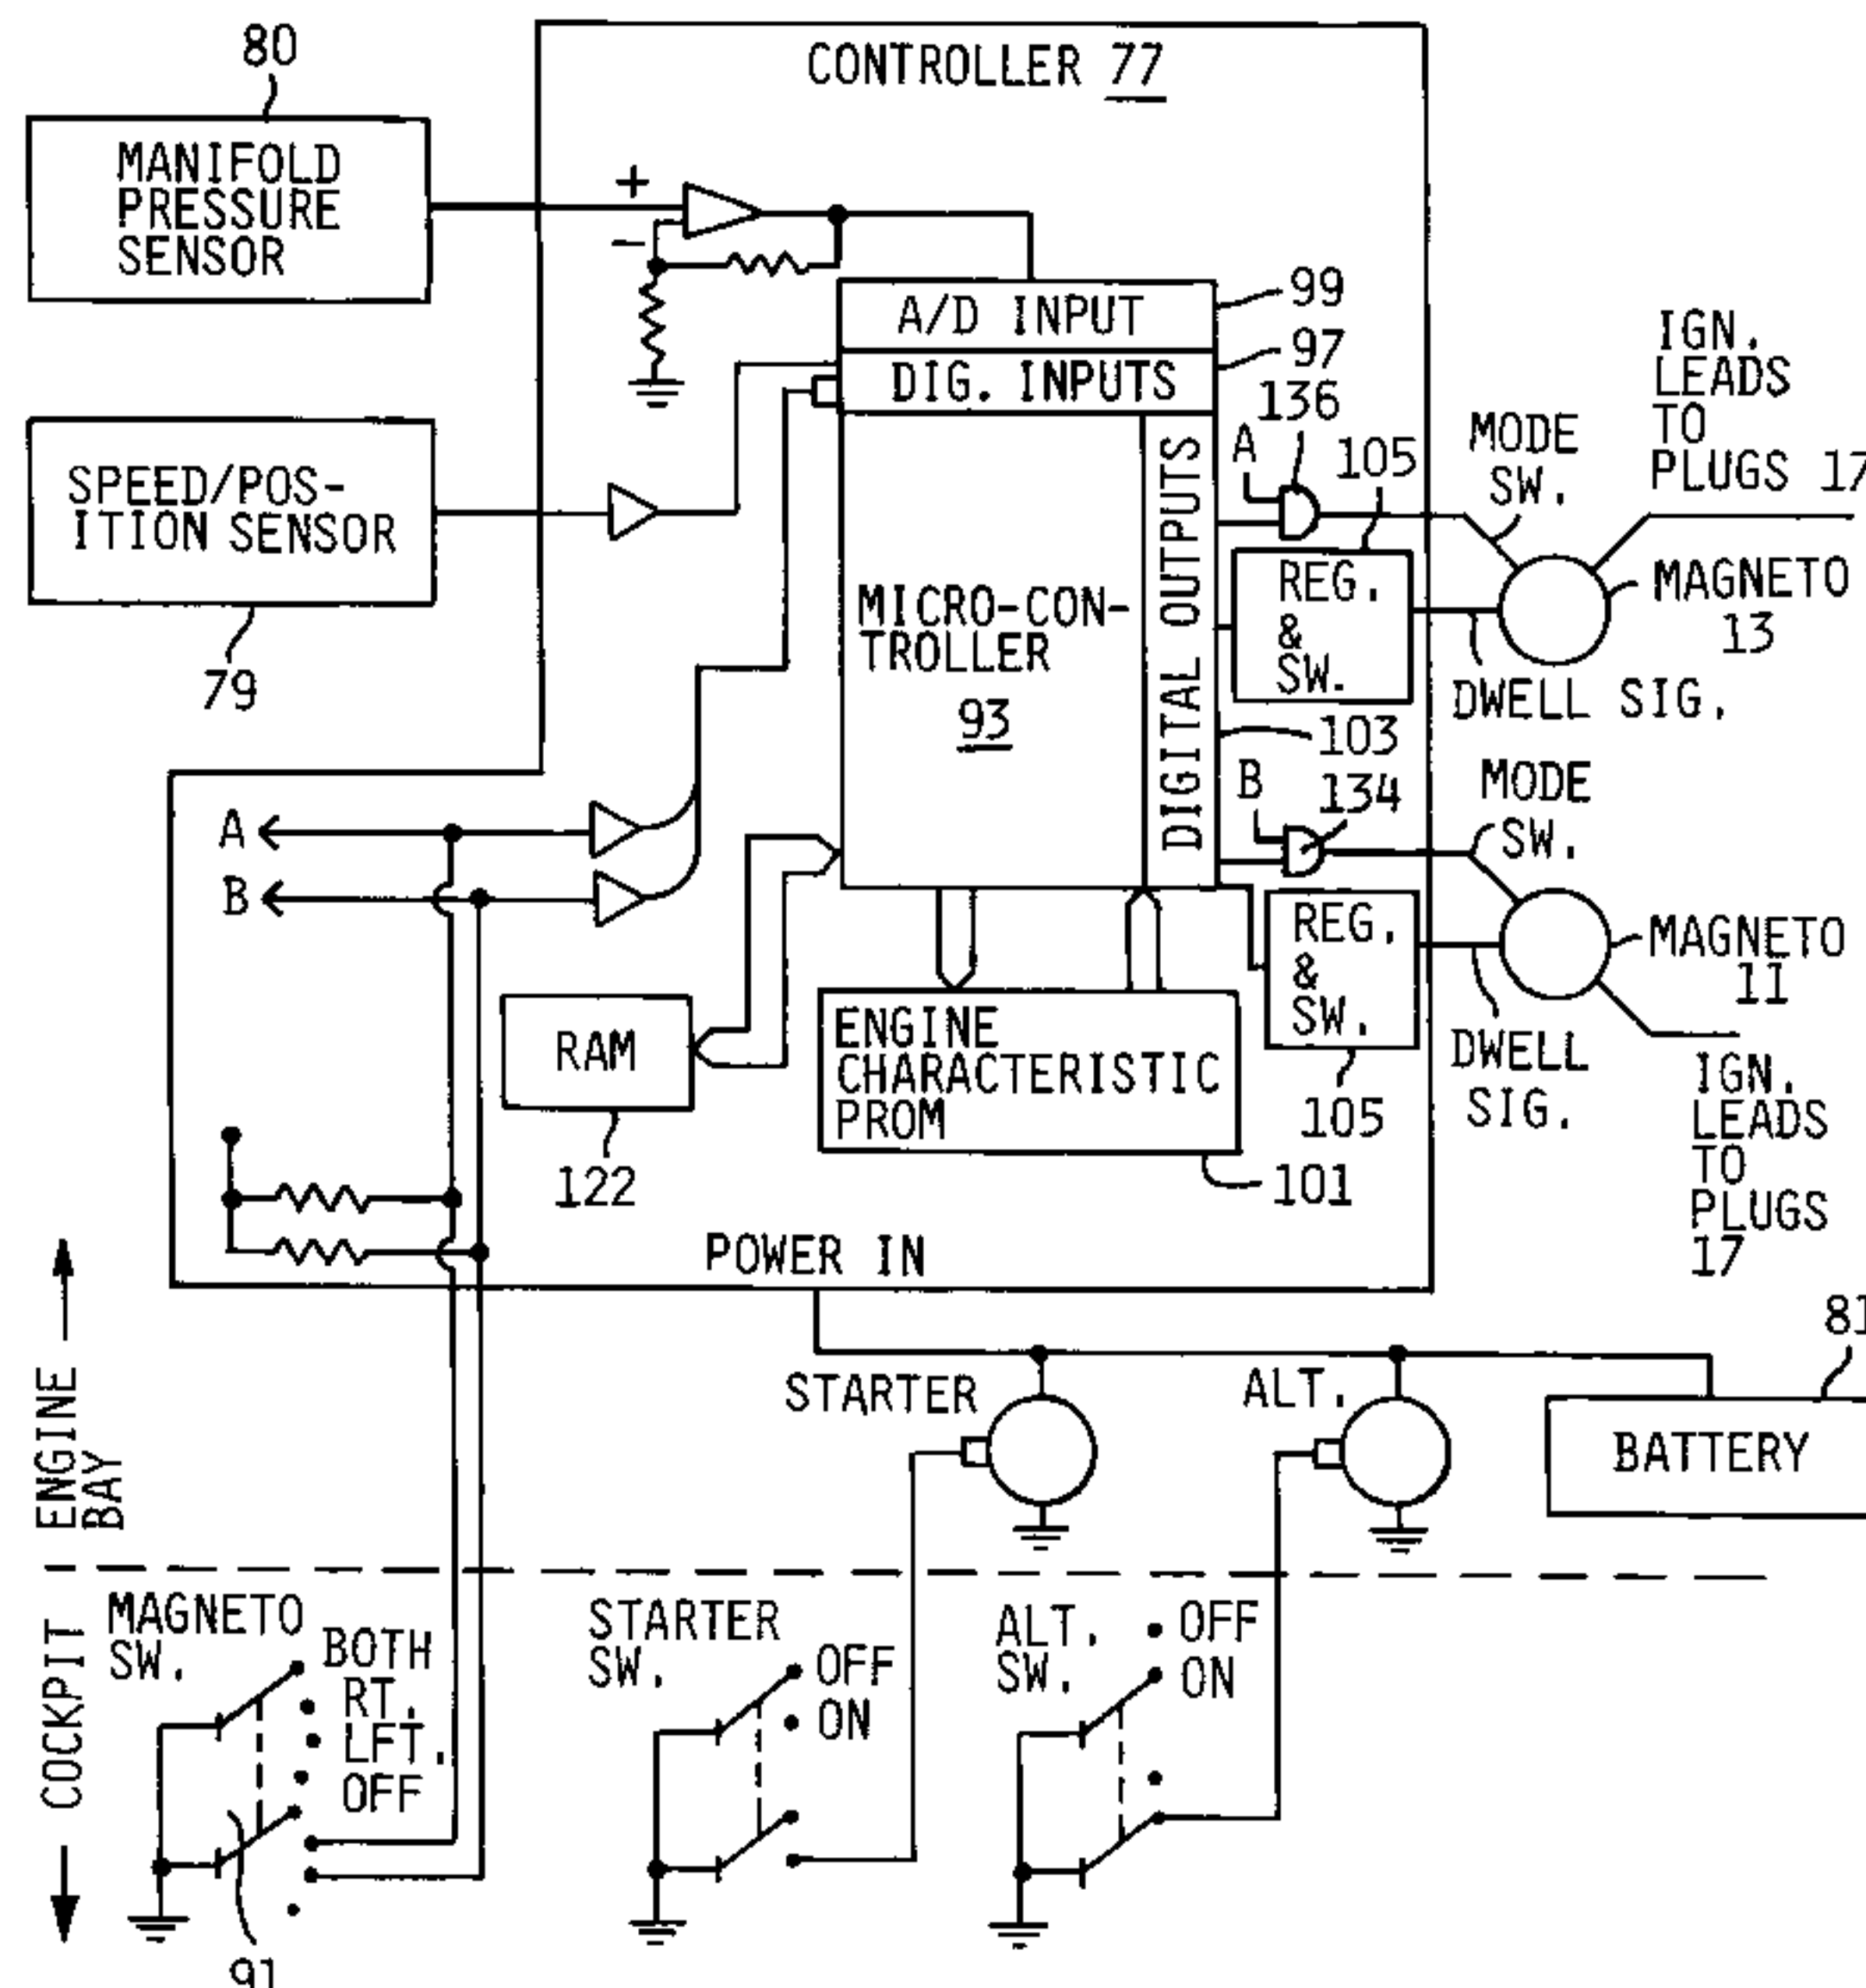 80
CONTROLLER 77
MANIFOLD
PRESSURE
SENSOR
+
−
A/D INPUT
99
DIG. INPUTS
97
136
A
105
MODE
SW.
IGN.
LEADS
TO
PLUGS 17
SPEED/POS-
ITION SENSOR
79
MICRO-CON-
TROLLER
93
DIGITAL OUTPUTS
REG.
&
SW.
MAGNETO
13
DWELL SIG.
103
B
134
MODE
SW.
A
B
REG.
&
SW.
MAGNETO
11
DWELL
SIG.
105
RAM
122
ENGINE
CHARACTERISTIC
PROM
101
IGN.
LEADS
TO
PLUGS
17
POWER IN
81
STARTER
ALT.
BATTERY
ENGINE
BAY
COCKPIT
MAGNETO
SW.
BOTH
RT.
LFT.
OFF
91
STARTER
SW.
OFF
ON
ALT.
SW.
OFF
ON